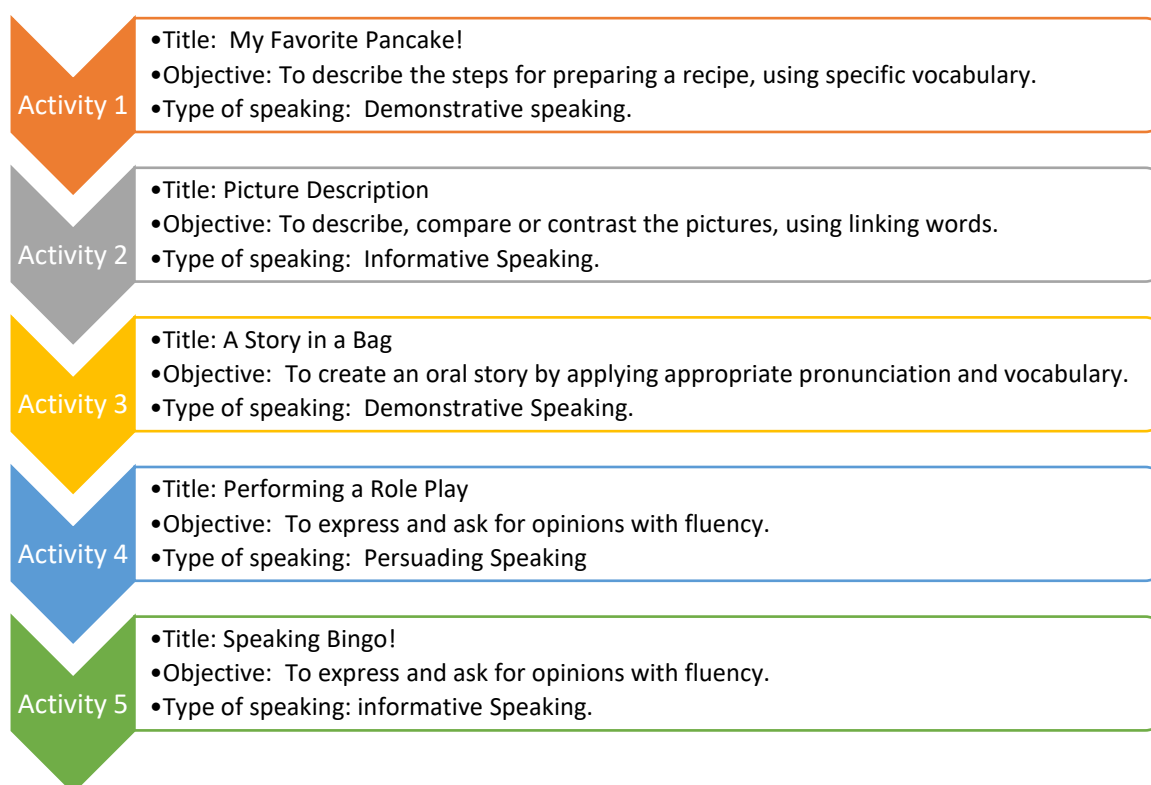 Activity 1
•Title:  My Favorite Pancake!
•Objective: To describe the steps for preparing a recipe, using specific vocabulary.
•Type of speaking:  Demonstrative speaking.
Activity 2
•Title: Picture Description
•Objective: To describe, compare or contrast the pictures, using linking words.
•Type of speaking:  Informative Speaking.
Activity 3
•Title: A Story in a Bag
•Objective:  To create an oral story by applying appropriate pronunciation and vocabulary.
•Type of speaking:  Demonstrative Speaking.
Activity 4
•Title: Performing a Role Play
•Objective:  To express and ask for opinions with fluency.
•Type of speaking:  Persuading Speaking
Activity 5
•Title: Speaking Bingo!
•Objective:  To express and ask for opinions with fluency.
•Type of speaking: informative Speaking.